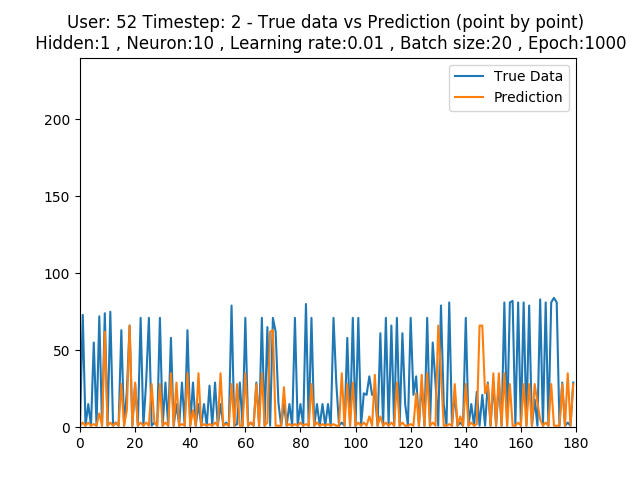 User: 52 Timestep: 2 - True data vs Prediction (point by point)
Hidden:1 , Neuron:10 , Learning rate:0.01 , Batch size:20 , Epoch:1000
True Data
Prediction
200
150
100
50
0
0 20 40 60 80 100 120 140 160 180